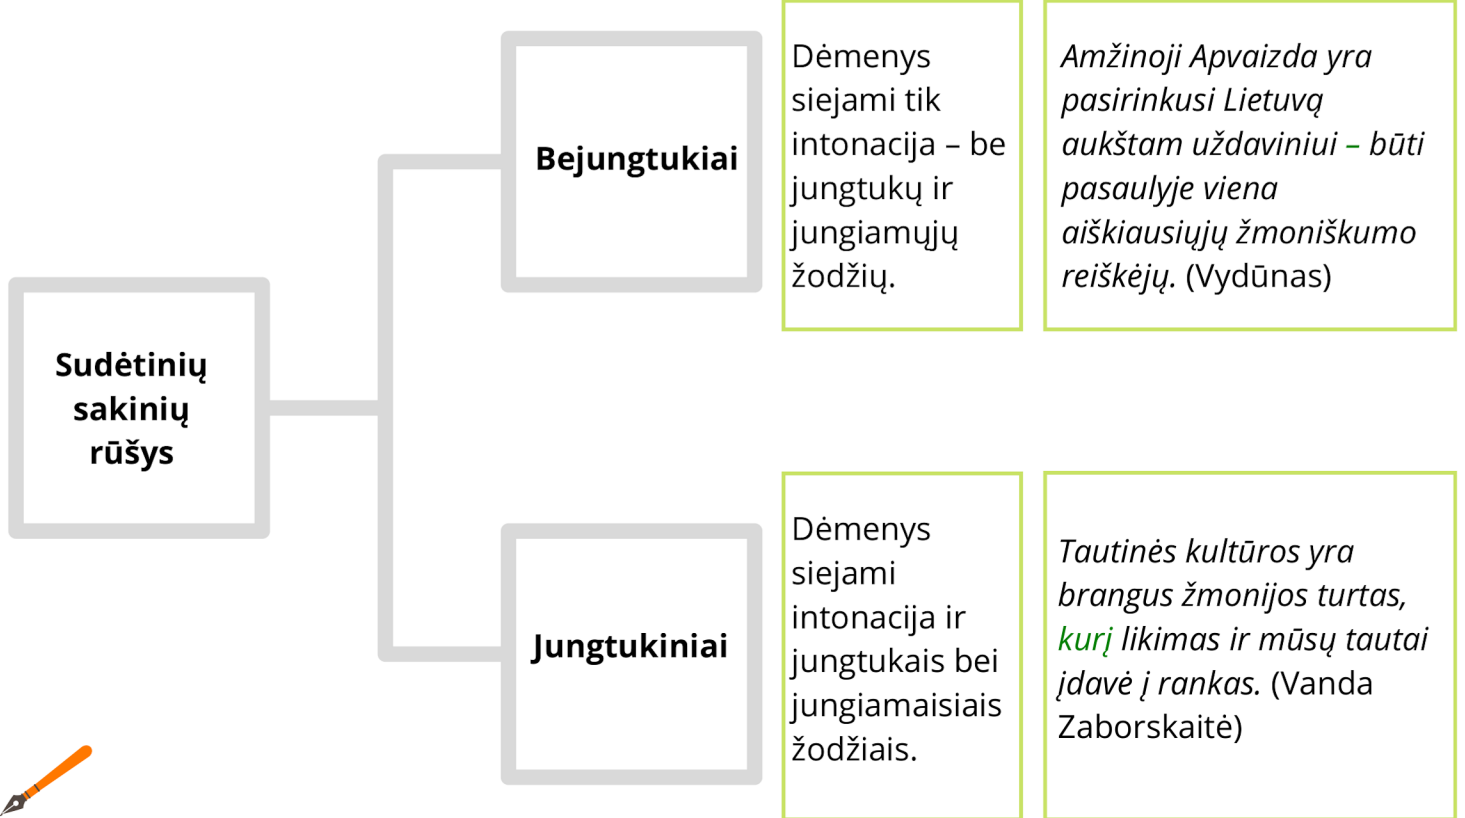 Sudėtinių
sakinių
rūšys
Bejungtukiai
Dėmenys
siejami tik
intonacija – be
jungtukų ir
jungiamųjų
žodžių.
Amžinoji Apvaizda yra
pasirinkusi Lietuvą
aukštam uždaviniui – būti
pasaulyje viena
aiškiausiųjų žmoniškumo
reiškėjų. (Vydūnas)
Jungtukiniai
Dėmenys
siejami
intonacija ir
jungtukais bei
jungiamaisiais
žodžiais.
Tautinės kultūros yra
brangus žmonijos turtas,
kurį likimas ir mūsų tautai
įdavė į rankas. (Vanda
Zaborskaitė)